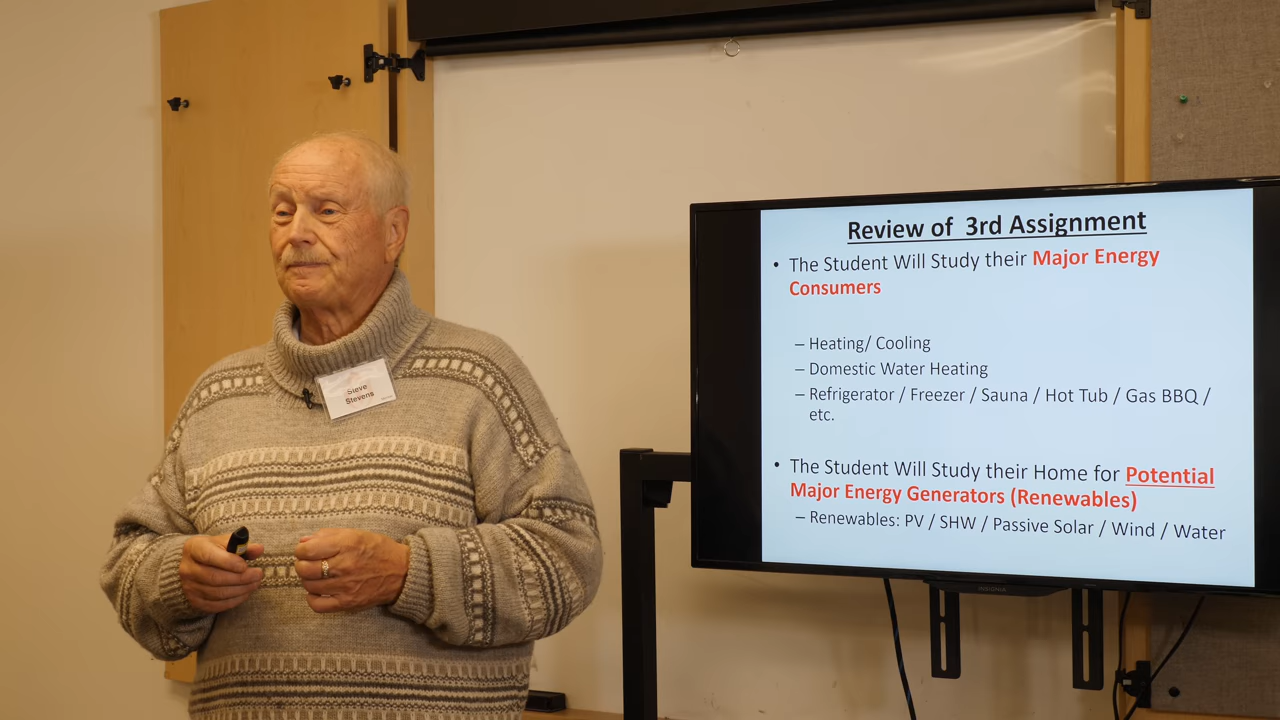 Review of 3rd Assignment
• The Student Will Study their Major Energy
Consumers
– Heating/ Cooling
– Domestic Water Heating
– Refrigerator / Freezer / Sauna / Hot Tub / Gas BBQ /
etc.
• The Student Will Study their Home for Potential
Major Energy Generators (Renewables)
– Renewables: PV / SHW / Passive Solar / Wind / Water
Steve
Stevens
INSIGNIA